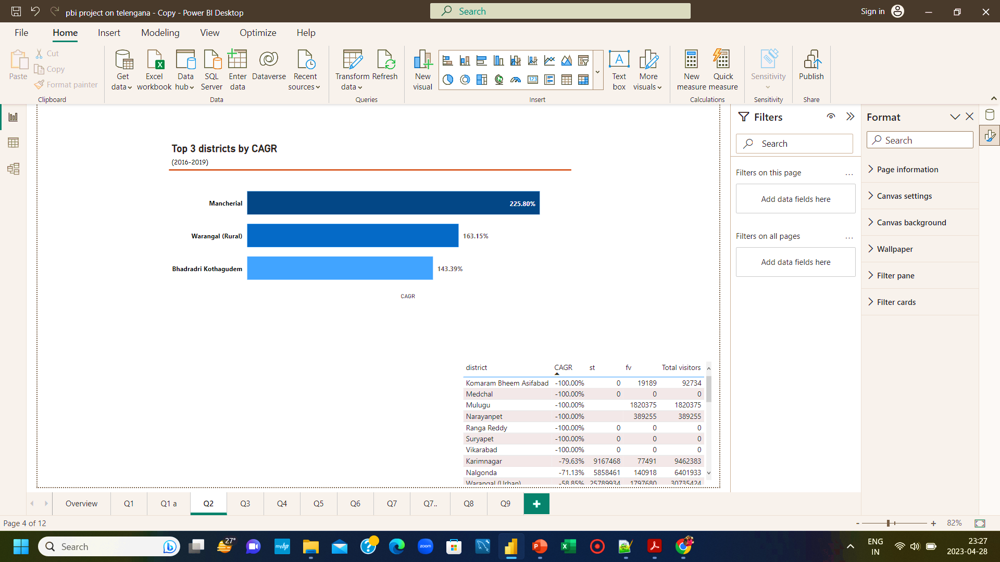 pbi project on telengana - Copy - Power BI Desktop
Search
Sign in
File Home Insert Modeling View Optimize Help
Paste
Cut
Copy
Format painter
Clipboard
Get data
Excel workbook
Data hub
SQL Server
Enter data
Dataverse
Recent sources
Data
Transform data
Refresh
Queries
New visual
123
A
Text box
More visuals
Insert
New measure
Quick measure
Calculations
Sensitivity
Sensitivity
Publish
Share
Top 3 districts by CAGR
(2016-2019)
Mancherial 225.80%
Warangal (Rural) 163.15%
Bhadradri Kothagudem 143.39%
CAGR
district CAGR st fv Total visitors
Komaram Bheem Asifabad -100.00% 0 19189 92734
Medchal -100.00% 0 0 0
Mulugu -100.00% 1820375 1820375
Narayanpet -100.00% 389255 389255
Ranga Reddy -100.00% 0 0 0
Suryapet -100.00% 0 0 0
Vikarabad -100.00% 0 0 0
Karimnagar -79.63% 9167468 77491 9462383
Nalgonda -71.13% 5858461 140918 6401933
Warangal (Urban) -58.85% 25789934 1797680 30735424
Filters
Search
Filters on this page ...
Add data fields here
Filters on all pages ...
Add data fields here
Format
Search
Page information
Canvas settings
Canvas background
Wallpaper
Filter pane
Filter cards
Overview Q1 Q1 a Q2 Q3 Q4 Q5 Q6 Q7 Q7.. Q8 Q9 +
Page 4 of 12
- + 82%
Search
27°
myhp
zoom
ENG
IN
23:27
2023-04-28